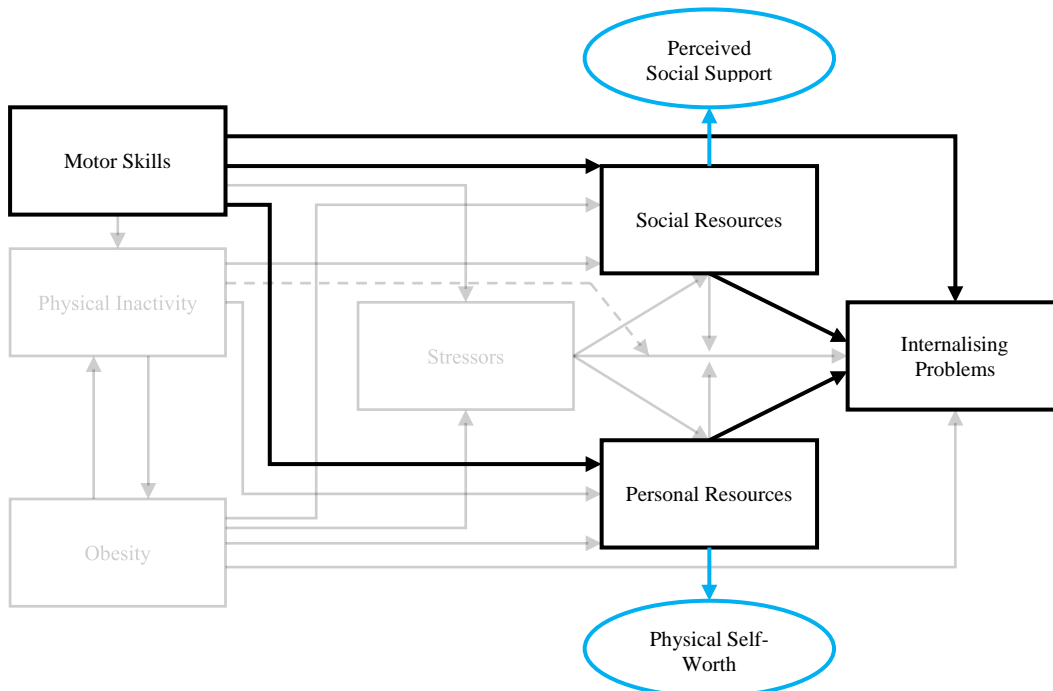 Perceived
Social Support
Motor Skills
Social Resources
Physical Inactivity
Stressors
Internalising
Problems
Personal Resources
Obesity
Physical Self-
Worth